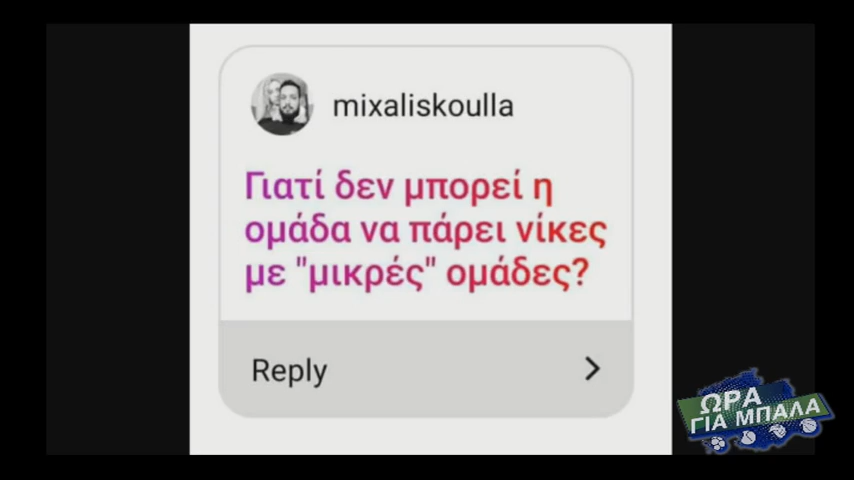 mixaliskoulla
Γιατί δεν μπορεί η
ομάδα να πάρει νίκες
με "μικρές" ομάδες?
Reply
ΩΡΑ
ΓΙΑ ΜΠΑΛΑ